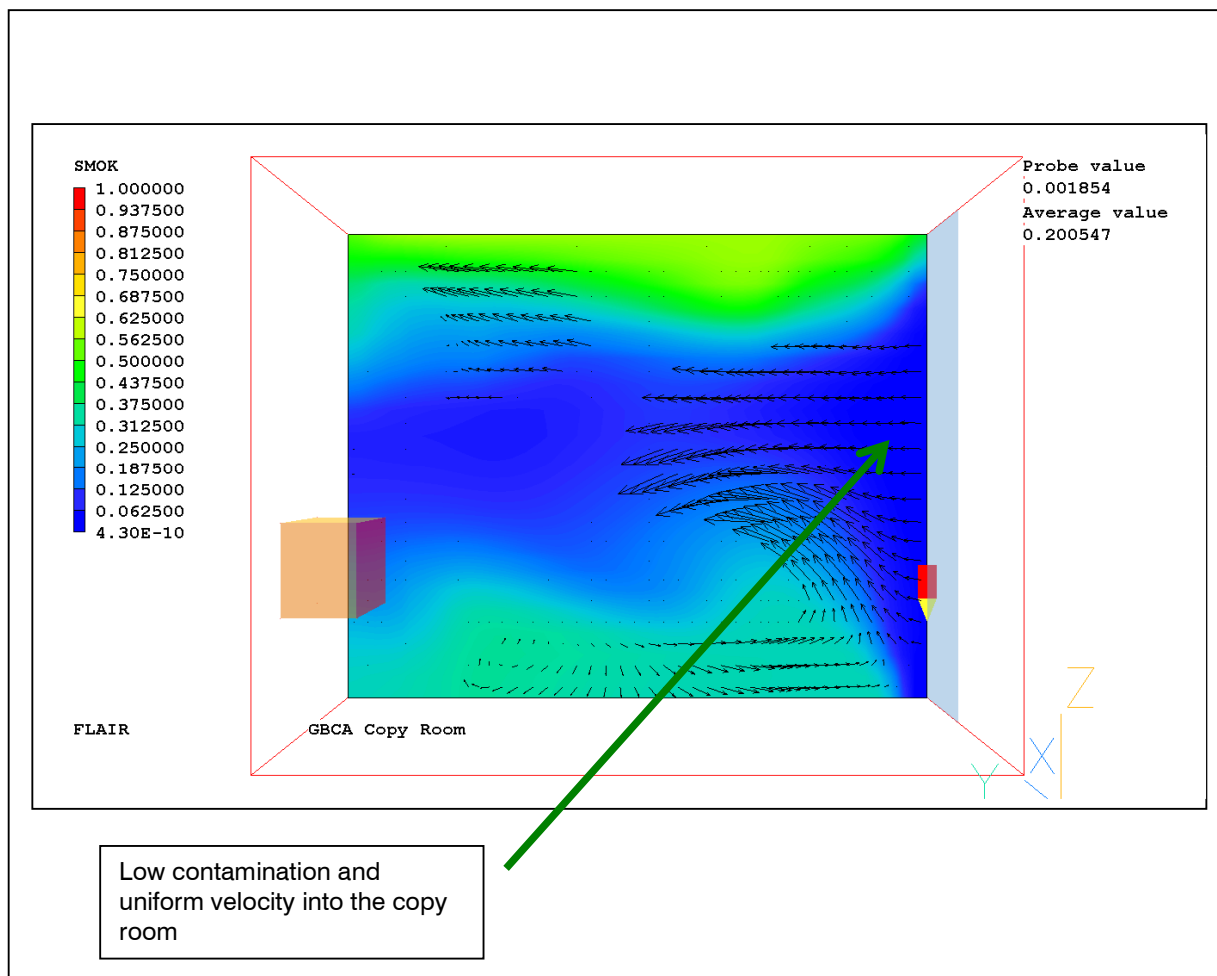 SMOK
1.000000
0.937500
0.875000
0.812500
0.750000
0.687500
0.625000
0.562500
0.500000
0.437500
0.375000
0.312500
0.250000
0.187500
0.125000
0.062500
4.30E-10
Probe value
0.001854
Average value
0.200547
FLAIR
GBCA Copy Room
Z
X
Y
Low contamination and
uniform velocity into the copy
room